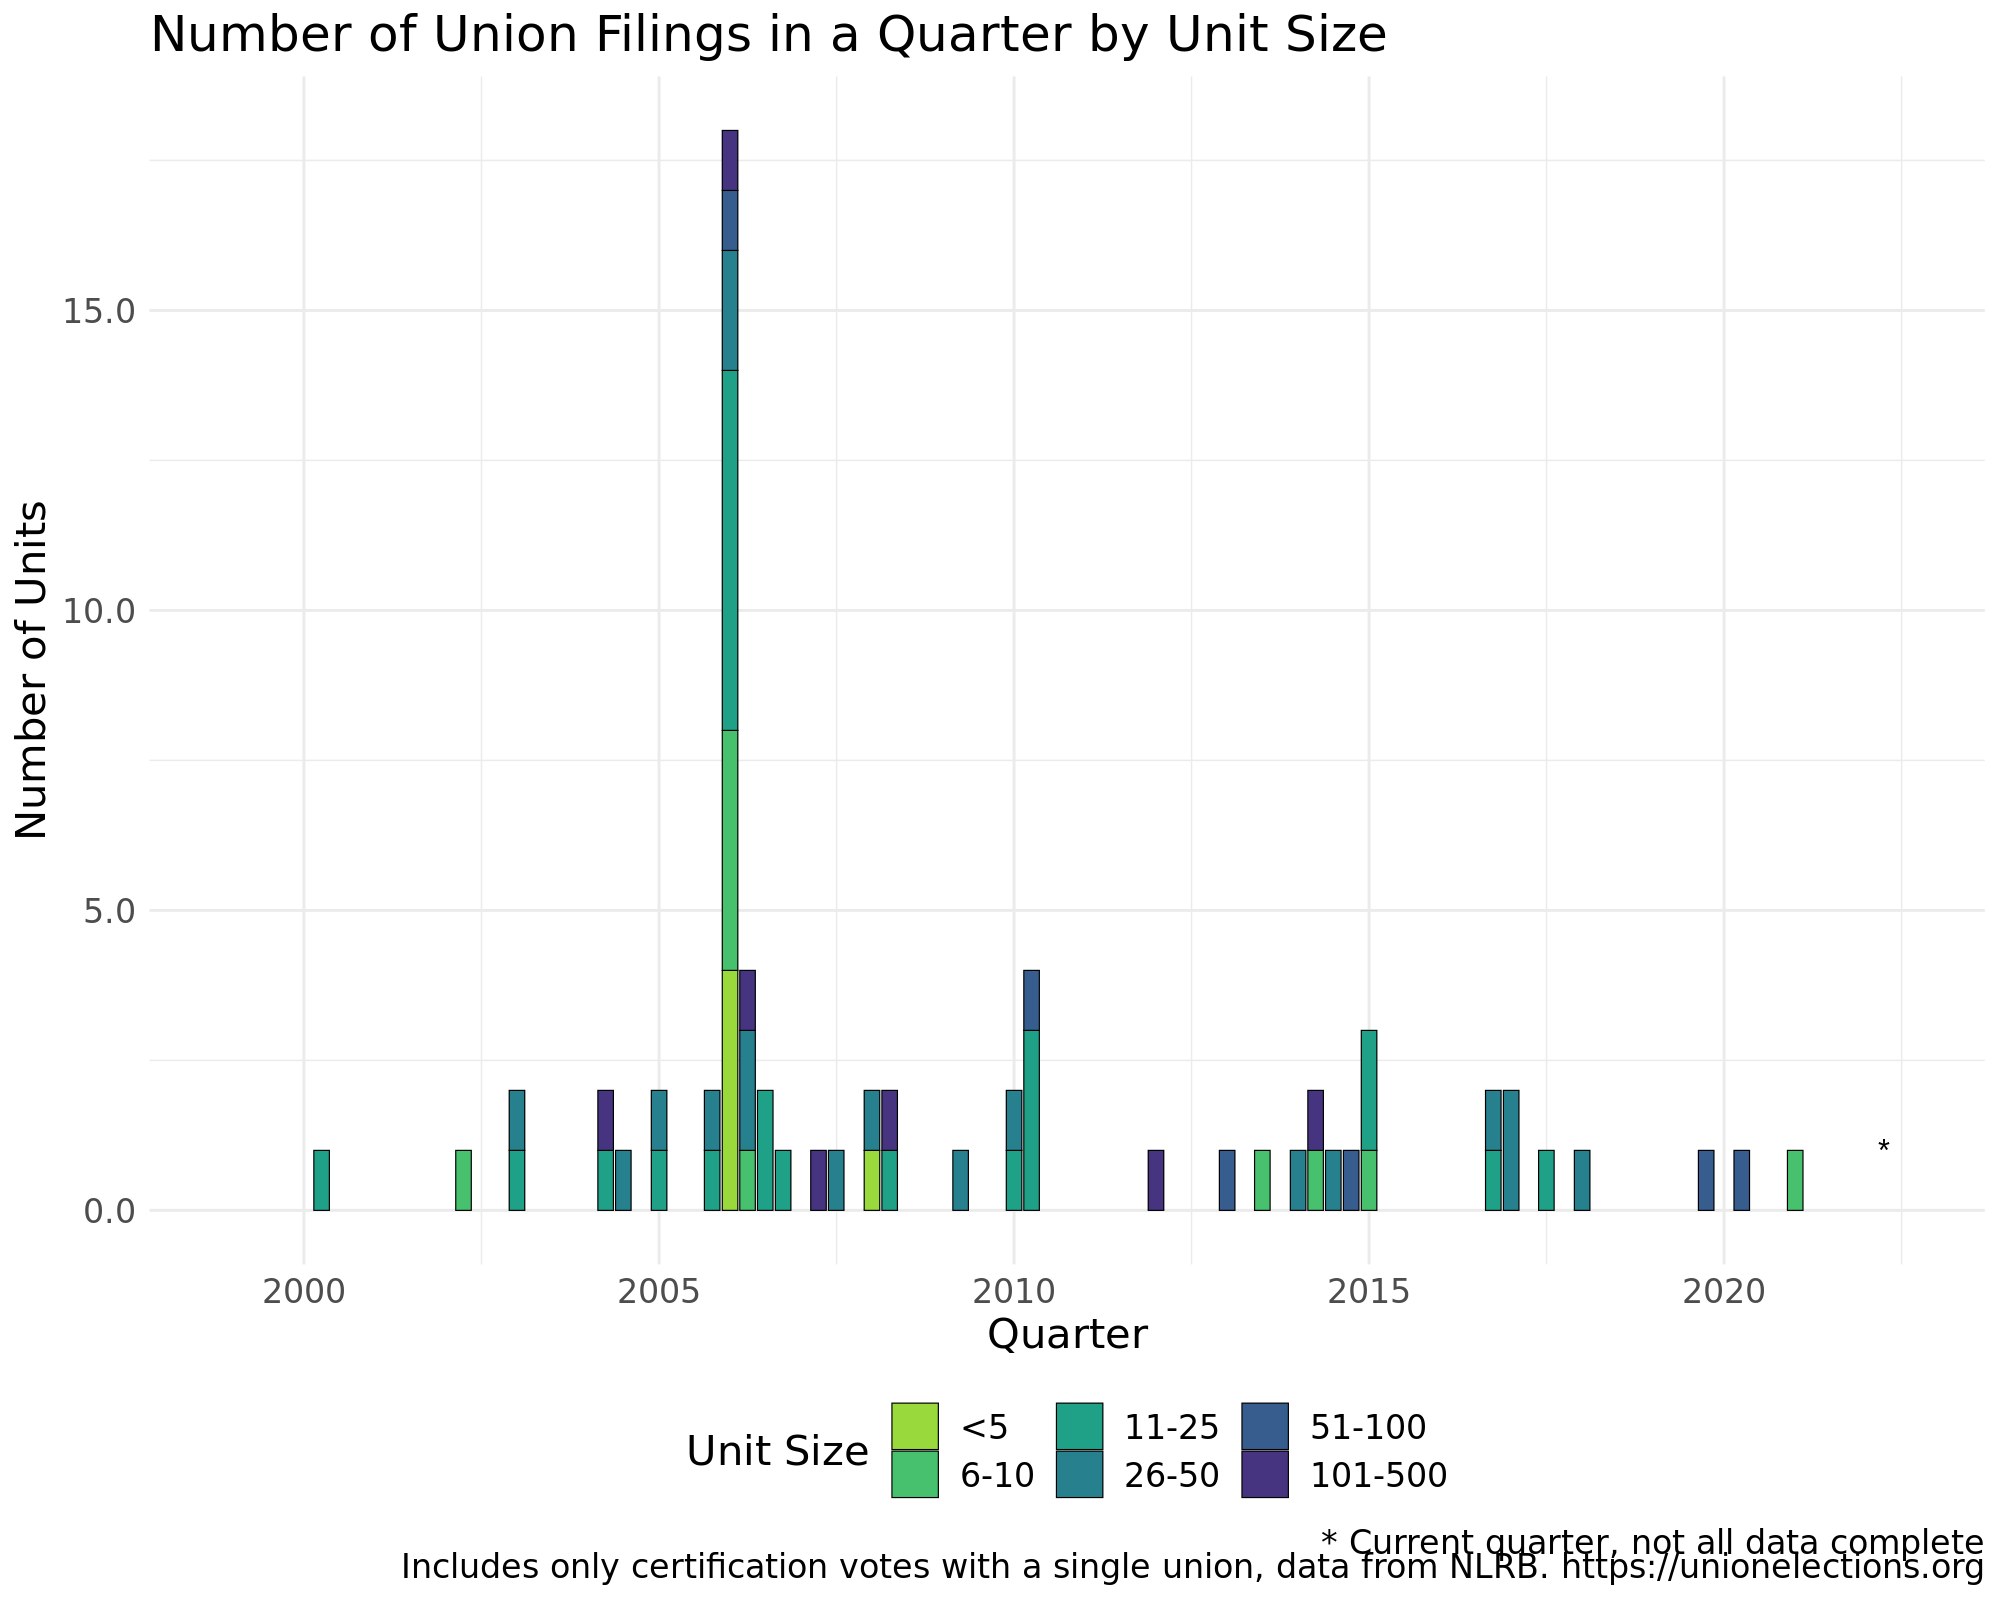 Number of Union Filings in a Quarter by Unit Size
Number of Units
15.0
10.0
5.0
0.0
*
2000 2005 2010 2015 2020
Quarter
Unit Size
<5 11-25 51-100
6-10 26-50 101-500
* Current quarter, not all data complete
Includes only certification votes with a single union, data from NLRB. https://unionelections.org